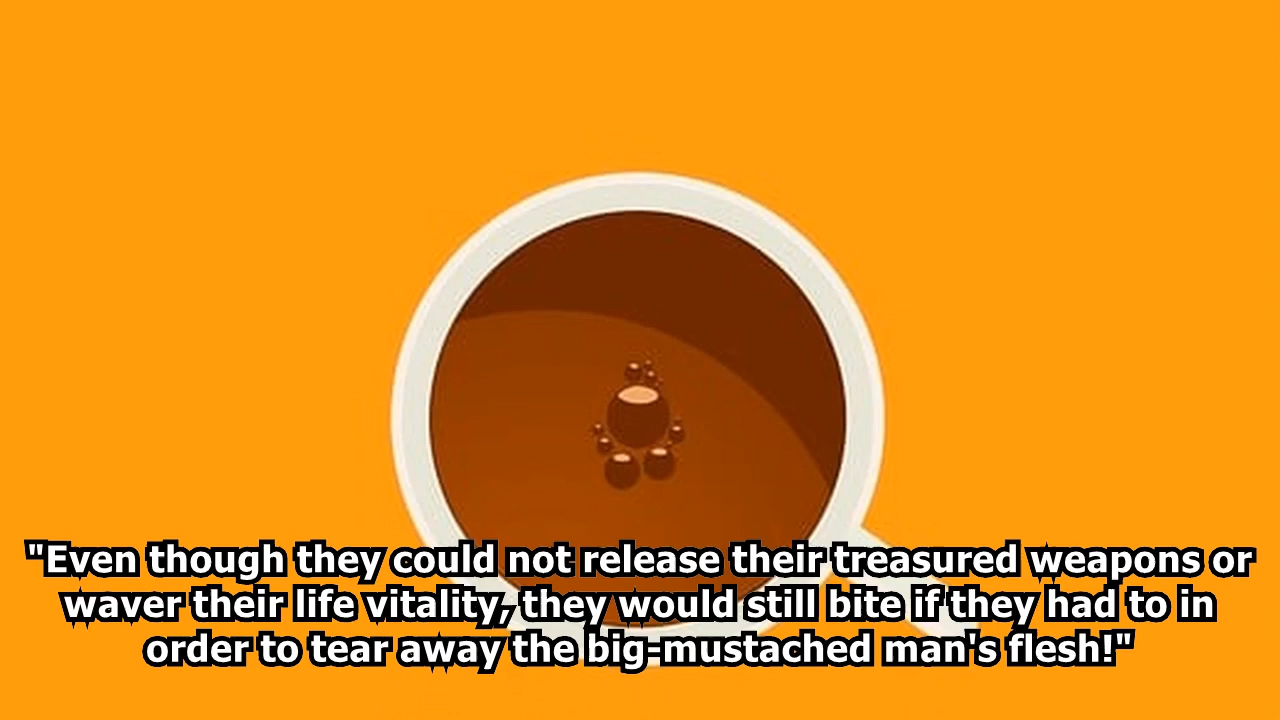 "Even though they could not release their treasured weapons or
waver their life vitality, they would still bite if they had to in
order to tear away the big-mustached man's flesh!"